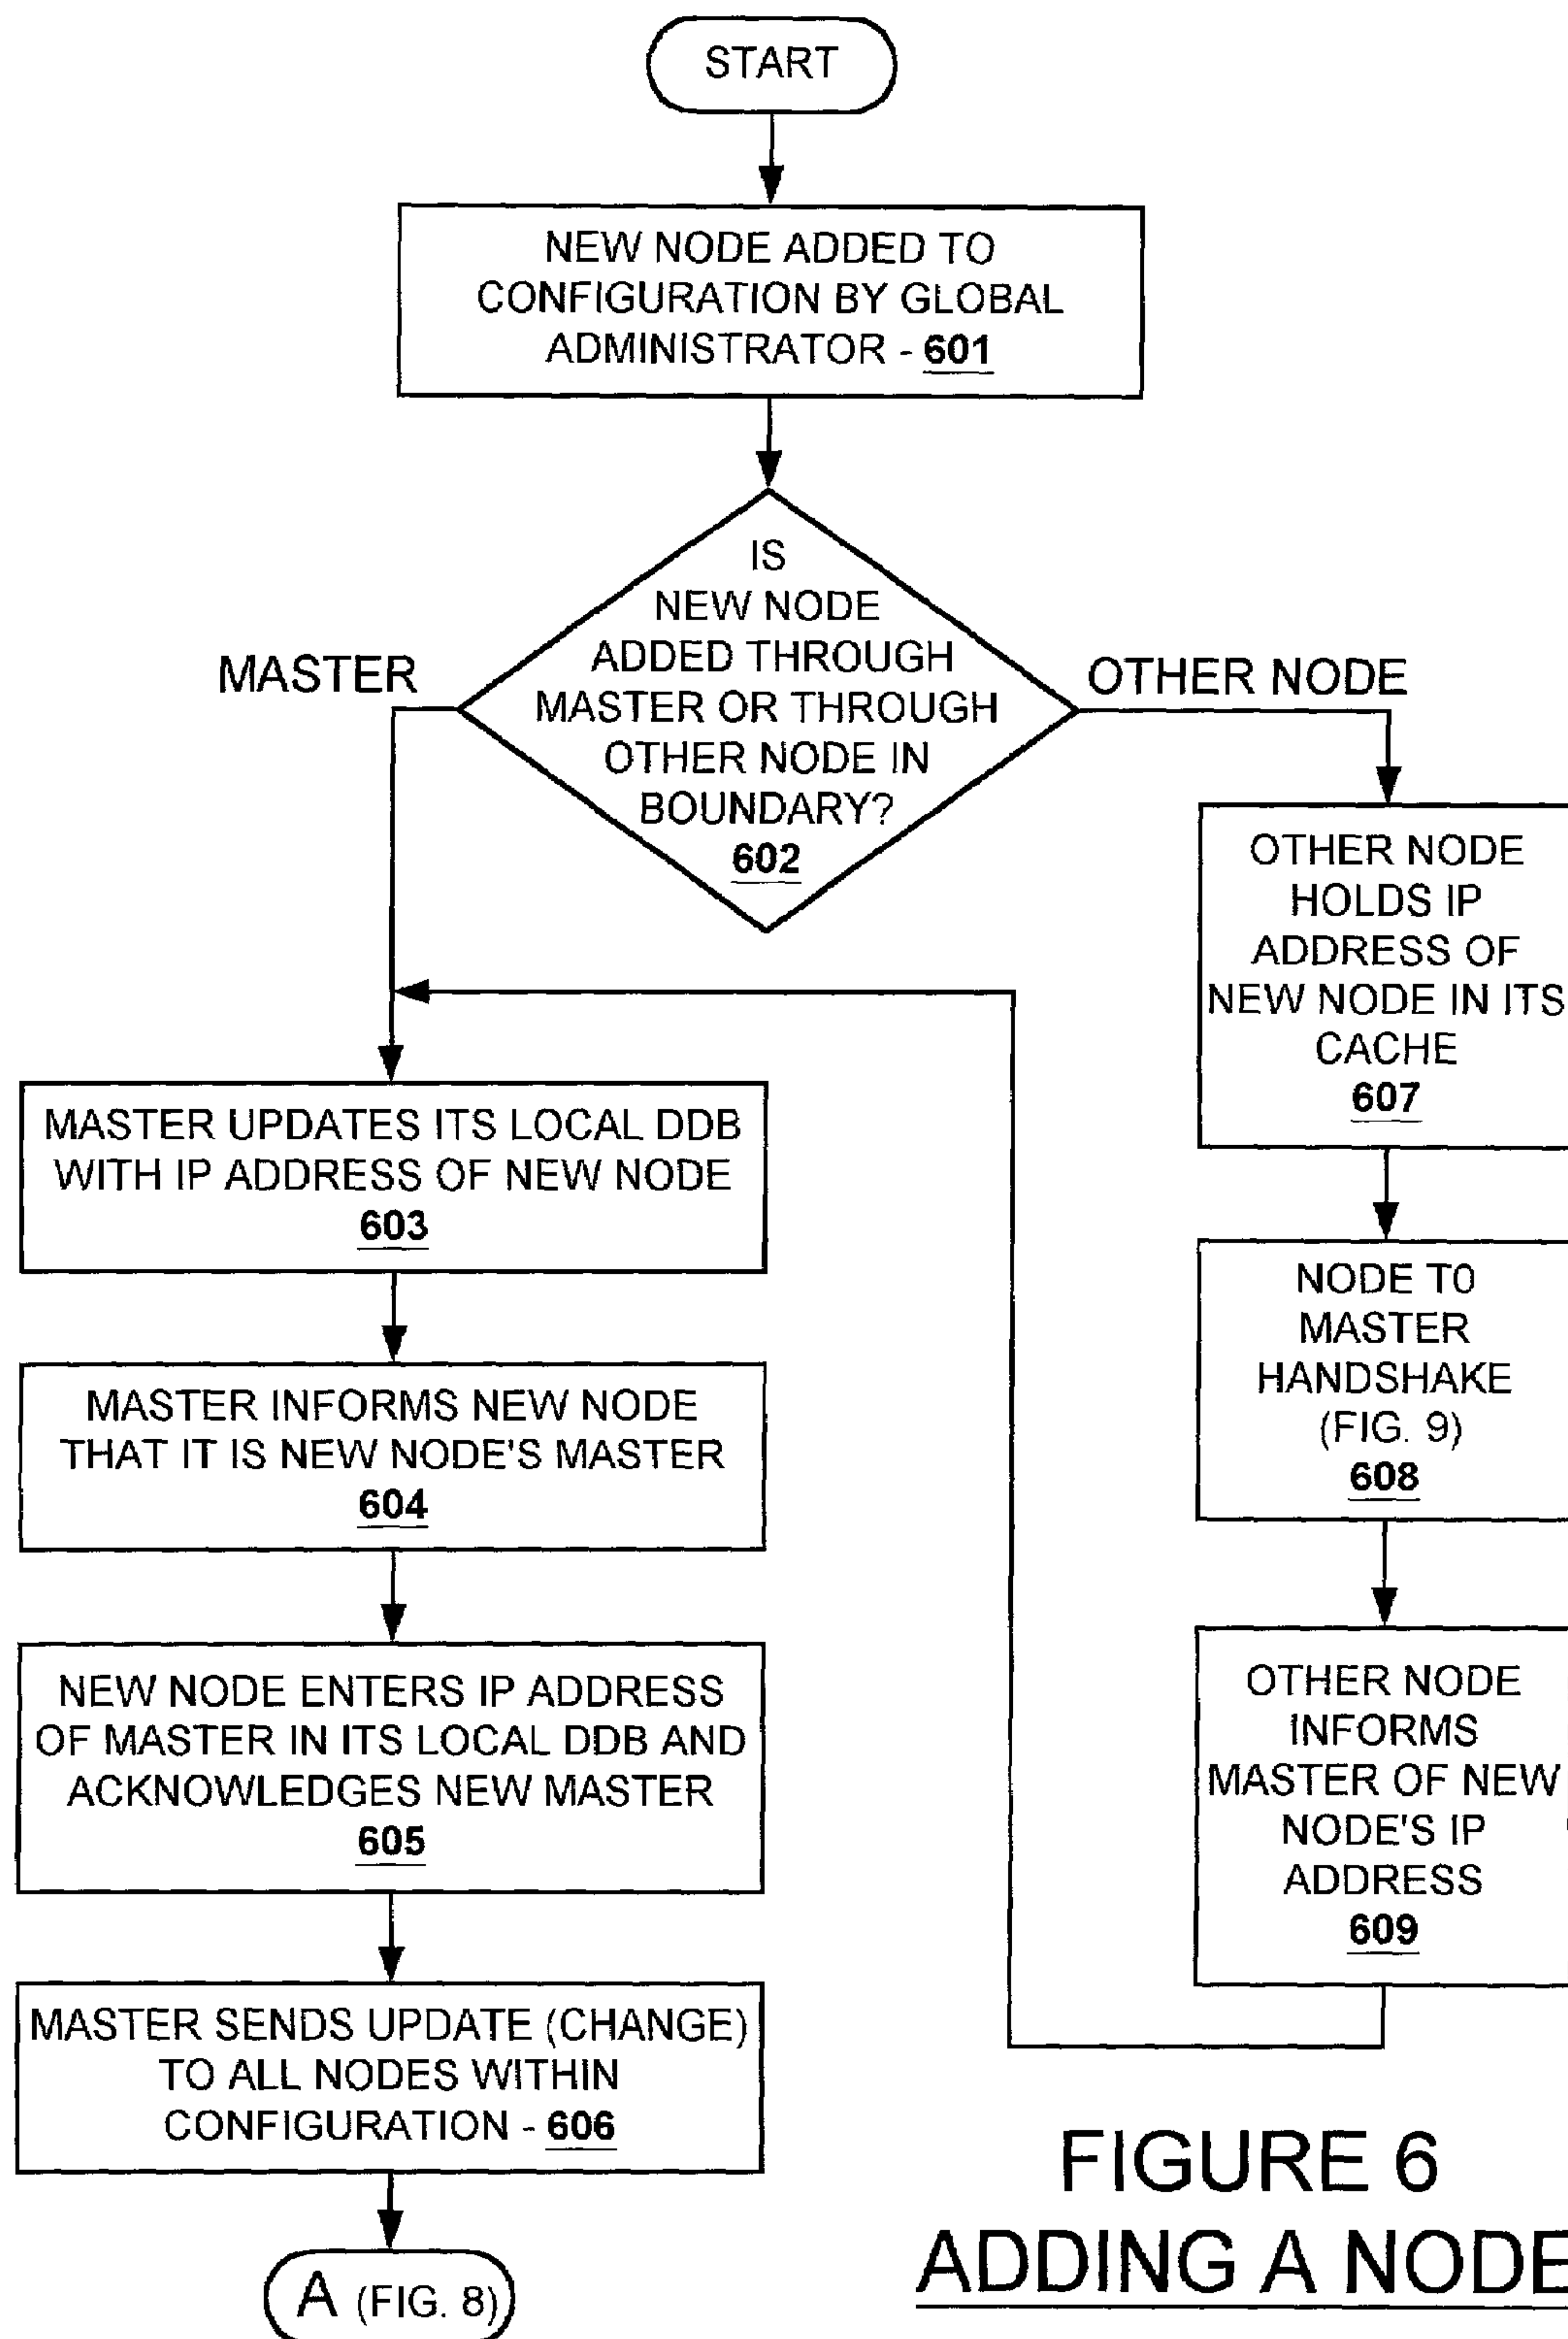 START
NEW NODE ADDED TO
CONFIGURATION BY GLOBAL
ADMINISTRATOR - 601
IS
NEW NODE
ADDED THROUGH
MASTER OR THROUGH
OTHER NODE IN
BOUNDARY?
602
MASTER
OTHER NODE
MASTER UPDATES ITS LOCAL DDB
WITH IP ADDRESS OF NEW NODE
603
MASTER INFORMS NEW NODE
THAT IT IS NEW NODE'S MASTER
604
NEW NODE ENTERS IP ADDRESS
OF MASTER IN ITS LOCAL DDB AND
ACKNOWLEDGES NEW MASTER
605
MASTER SENDS UPDATE (CHANGE)
TO ALL NODES WITHIN
CONFIGURATION - 606
A (FIG. 8)
OTHER NODE
HOLDS IP
ADDRESS OF
NEW NODE IN ITS
CACHE
607
NODE TO
MASTER
HANDSHAKE
(FIG. 9)
608
OTHER NODE
INFORMS
MASTER OF NEW
NODE'S IP
ADDRESS
609
FIGURE 6
ADDING A NODE